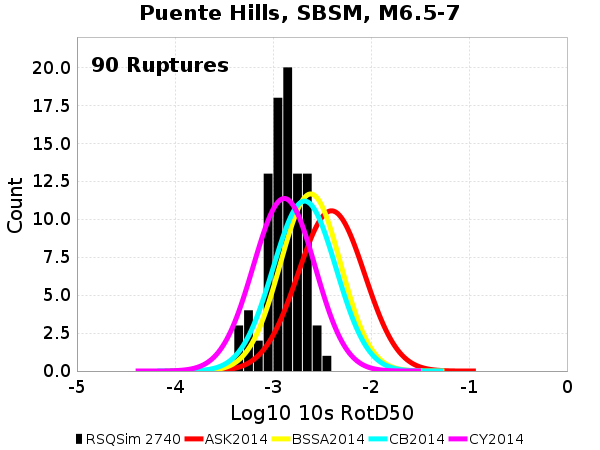 Puente Hills, SBSM, M6.5-7
90 Ruptures
20.0
17.5
15.0
12.5
10.0
7.5
5.0
2.5
0.0
Count
-5 -4 -3 -2 -1 0
Log10 10s RotD50
RSQSim 2740 ASK2014 BSSA2014 CB2014 CY2014